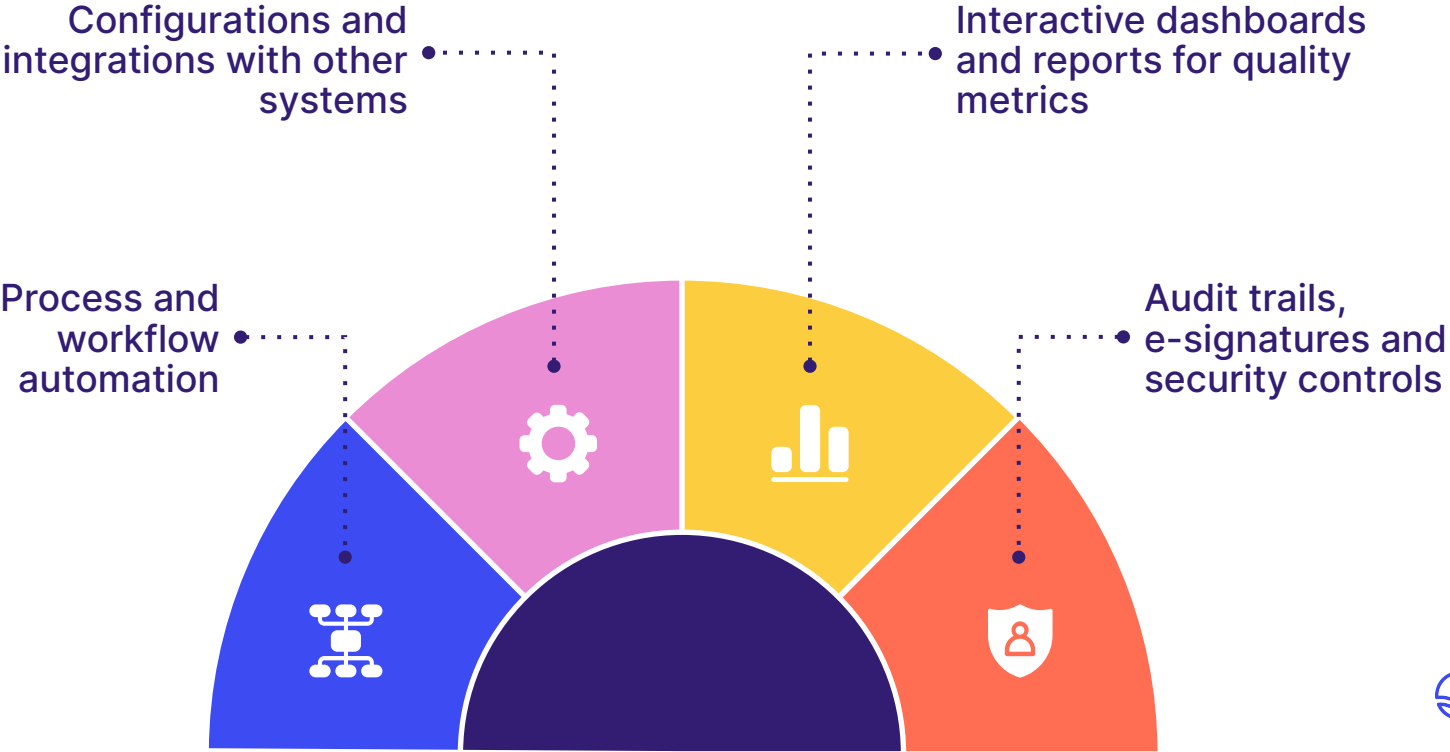 Configurations and
integrations with other
systems
Interactive dashboards
and reports for quality
metrics
Process and
workflow
automation
Audit trails,
e-signatures and
security controls